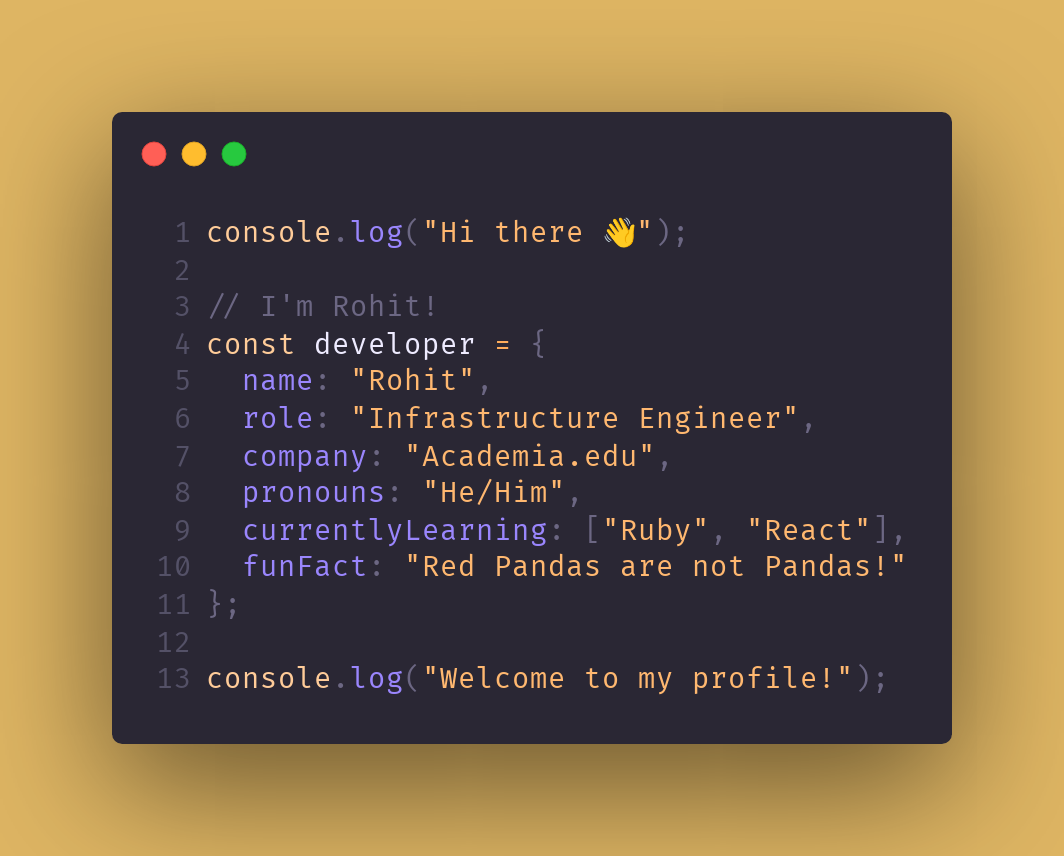 1 console.log("Hi there 👋");
2
3 // I'm Rohit!
4 const developer = {
5   name: "Rohit",
6   role: "Infrastructure Engineer",
7   company: "Academia.edu",
8   pronouns: "He/Him",
9   currentlyLearning: ["Ruby", "React"],
10   funFact: "Red Pandas are not Pandas!"
11 };
12
13 console.log("Welcome to my profile!");